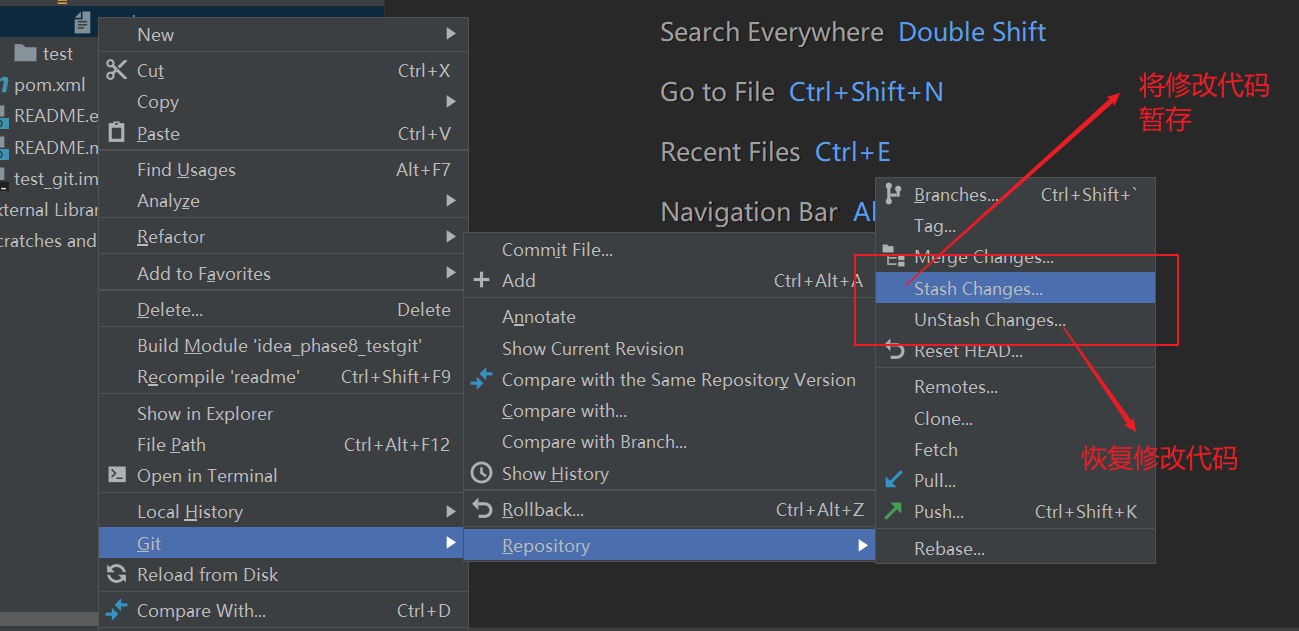 test
pom.xml
README.e
README.m
test_git.im
xternal Librar
cratches and
New
Cut Ctrl+X
Copy
Paste Ctrl+V
Find Usages Alt+F7
Analyze
Refactor
Add to Favorites
Delete... Delete
Build Module 'idea_phase8_testgit'
Recompile 'readme' Ctrl+Shift+F9
Show in Explorer
File Path Ctrl+Alt+F12
Open in Terminal
Local History
Git
Reload from Disk
Compare With... Ctrl+D
Commit File...
Add Ctrl+Alt+A
Annotate
Show Current Revision
Compare with the Same Repository Version
Compare with...
Compare with Branch...
Show History
Rollback... Ctrl+Alt+Z
Repository
Search Everywhere Double Shift
Go to File Ctrl+Shift+N
Recent Files Ctrl+E
Navigation Bar Al
Branches... Ctrl+Shift+`
Tag...
Merge Changes...
Stash Changes...
UnStash Changes...
Reset HEAD...
Remotes...
Clone...
Fetch
Pull...
Push... Ctrl+Shift+K
Rebase...
将修改代码
暂存
恢复修改代码